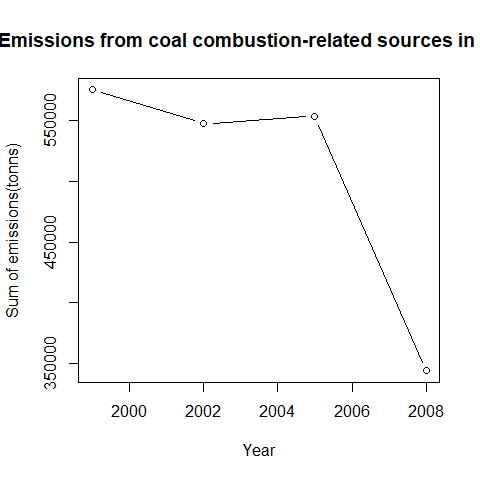 Emissions from coal combustion-related sources in
Sum of emissions(tonns)
550000
450000
350000
2000 2002 2004 2006 2008
Year